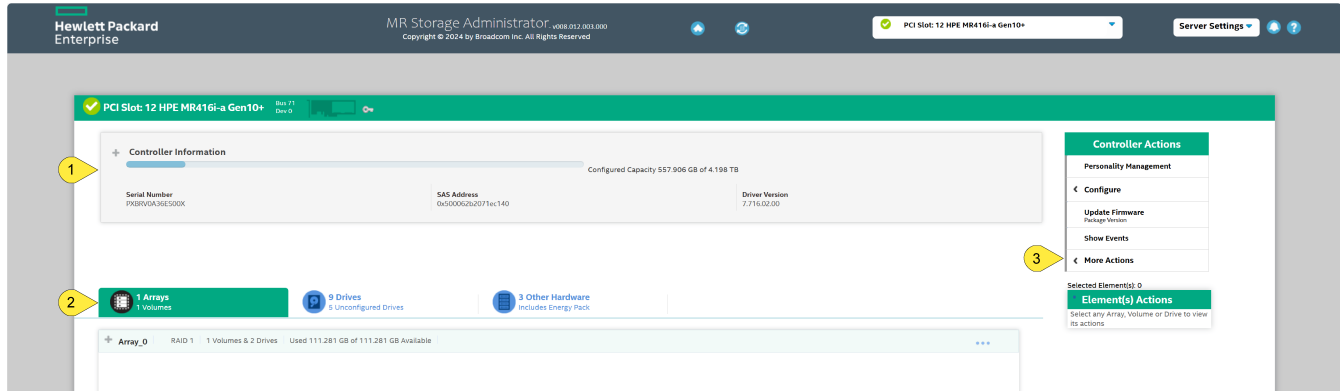 Hewlett Packard
Enterprise
MR Storage Administrator v008.012.003.000
Copyright © 2024 by Broadcom Inc. All Rights Reserved
PCI Slot: 12 HPE MR416i-a Gen10+
Server Settings
?
PCI Slot: 12 HPE MR416i-a Gen10+
Bus 71
Dev 0
1
Controller Information
Configured Capacity 557.906 GB of 4.198 TB
Serial Number
PXBRV0A36ES00X
SAS Address
0x500062b2071ec140
Driver Version
7.716.02.00
Controller Actions
Personality Management
Configure
Update Firmware
Package Version
Show Events
3
More Actions
2
1 Arrays
1 Volumes
9 Drives
5 Unconfigured Drives
3 Other Hardware
Includes Energy Pack
Selected Element(s): 0
Element(s) Actions
Select any Array, Volume or Drive to view
its actions
Array_0 RAID 1 1 Volumes & 2 Drives Used 111.281 GB of 111.281 GB Available